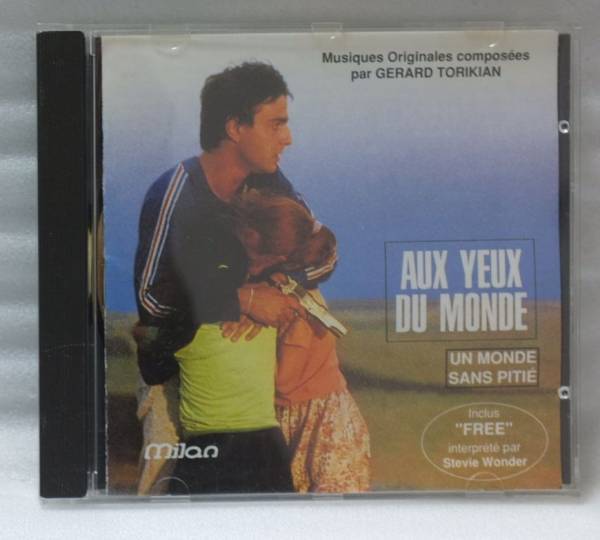 Musiques Originales composées
par GERARD TORIKIAN
AUX YEUX
DU MONDE
UN MONDE
SANS PITIÉ
Inclus
"FREE"
interprété par
Stevie Wonder
milan